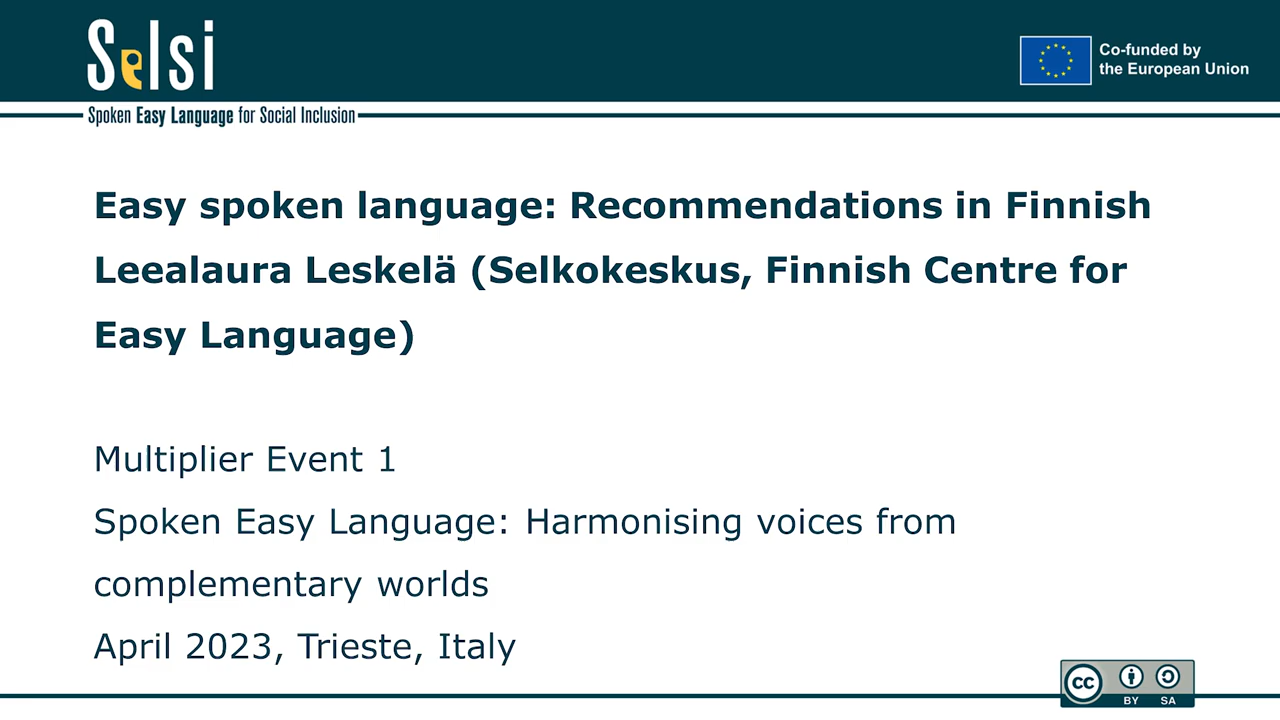 Selsi
Co-funded by
the European Union
Spoken Easy Language for Social Inclusion
Easy spoken language: Recommendations in Finnish
Leealaura Leskelä (Selkokeskus, Finnish Centre for
Easy Language)
Multiplier Event 1
Spoken Easy Language: Harmonising voices from
complementary worlds
April 2023, Trieste, Italy
cc
BY SA